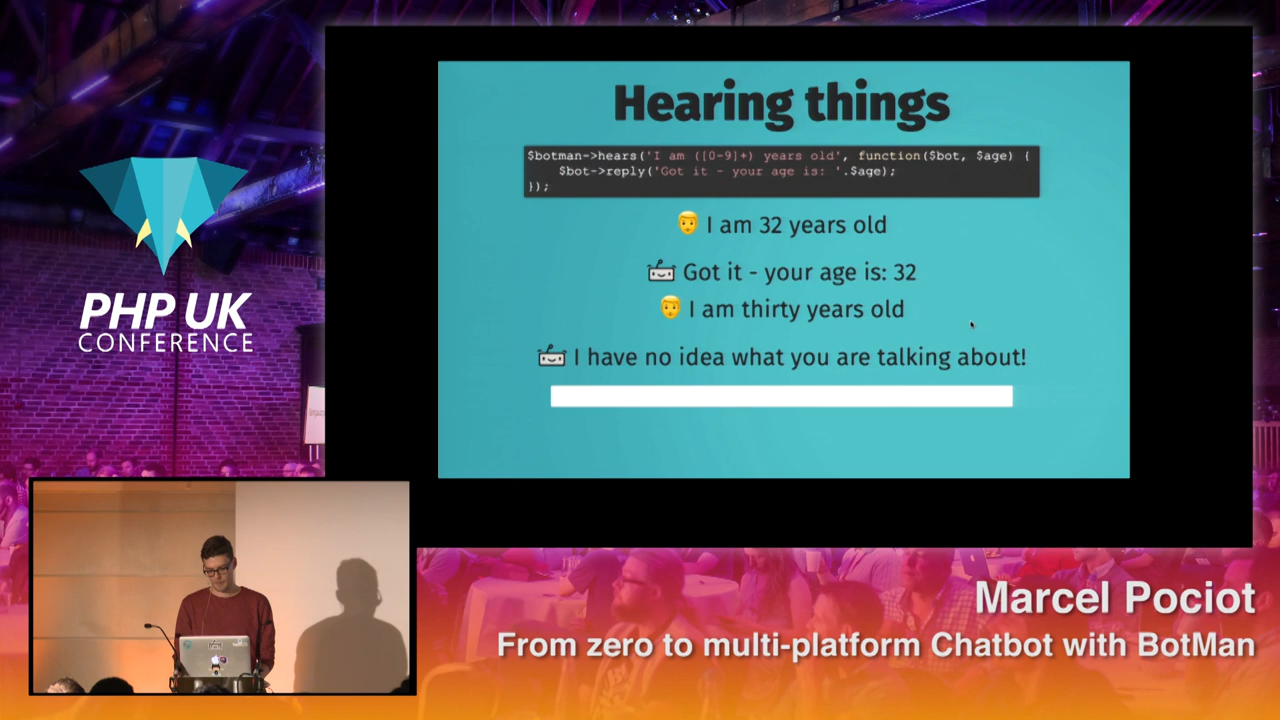 Hearing things
$botman->hears('I am ([0-9]+) years old', function($bot, $age) {
$bot->reply('Got it - your age is: '.$age);
});
I am 32 years old
Got it - your age is: 32
I am thirty years old
I have no idea what you are talking about!
PHP UK
CONFERENCE
Marcel Pociot
From zero to multi-platform Chatbot with BotMan